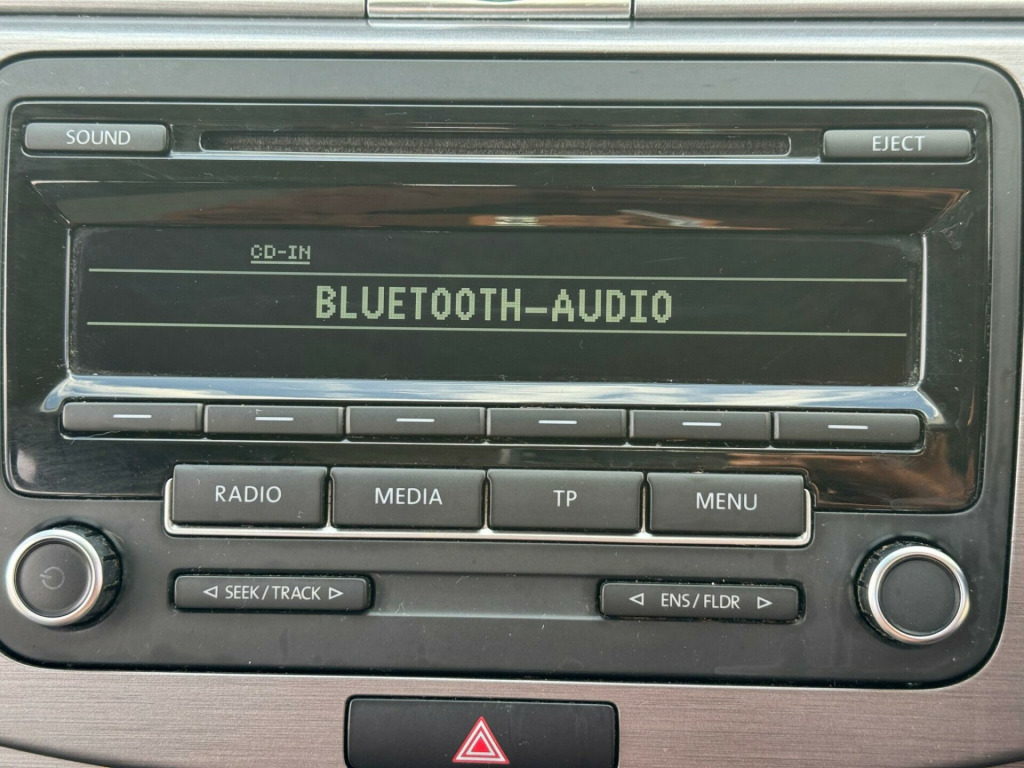 SOUND
EJECT
CD-IN
BLUETOOTH-AUDIO
RADIO
MEDIA
TP
MENU
SEEK/TRACK
ENS/FLDR